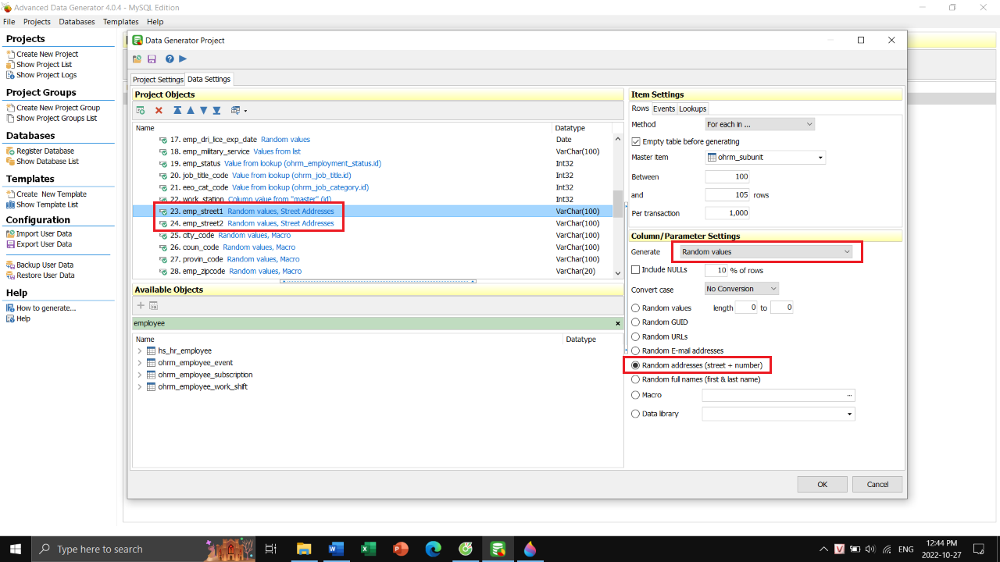 Advanced Data Generator 4.0.4 - MySQL Edition
File Projects Databases Templates Help
Projects
Create New Project
Show Project List
Show Project Logs
Project Groups
Create New Project Group
Show Project Groups List
Databases
Register Database
Show Database List
Templates
Create New Template
Show Template List
Configuration
Import User Data
Export User Data
Backup User Data
Restore User Data
Help
How to generate...
Help
Data Generator Project
Project Settings Data Settings
Project Objects
Name Datatype
17. emp_dri_lice_exp_date Random values Date
18. emp_military_service Values from list VarChar(100)
19. emp_status Value from lookup (ohrm_employment_status.id) Int32
20. job_title_code Value from lookup (ohrm_job_title.id) Int32
21. eeo_cat_code Value from lookup (ohrm_job_category.id) Int32
22. work_station Column value from "master" (id) Int32
23. emp_street1 Random values, Street Addresses VarChar(100)
24. emp_street2 Random values, Street Addresses VarChar(100)
25. city_code Random values, Macro VarChar(100)
26. coun_code Random values, Macro VarChar(100)
27. provin_code Random values, Macro VarChar(100)
28. emp_zipcode Random values, Macro VarChar(20)
Available Objects
employee
Name Datatype
hs_hr_employee
ohrm_employee_event
ohrm_employee_subscription
ohrm_employee_work_shift
Item Settings
Rows Events Lookups
Method For each in ...
Empty table before generating
Master item ohrm_subunit
Between 100
and 105 rows
Per transaction 1,000
Column/Parameter Settings
Generate Random values
Include NULLs 10 % of rows
Convert case No Conversion
Random values length 0 to 0
Random GUID
Random URLs
Random E-mail addresses
Random addresses (street + number)
Random full names (first & last name)
Macro ...
Data library
OK Cancel
Type here to search
ENG
12:44 PM
2022-10-27